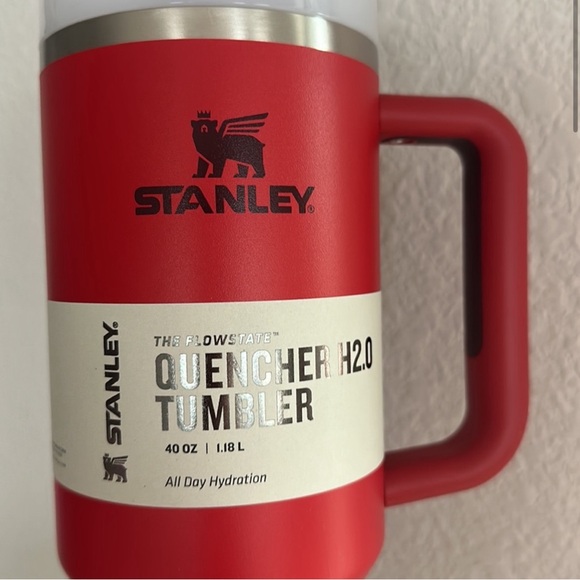 STANLEY®
STANLEY®
THE FLOWSTATE™
QUENCHER H2.0
TUMBLER
40 OZ | 1.18 L
All Day Hydration